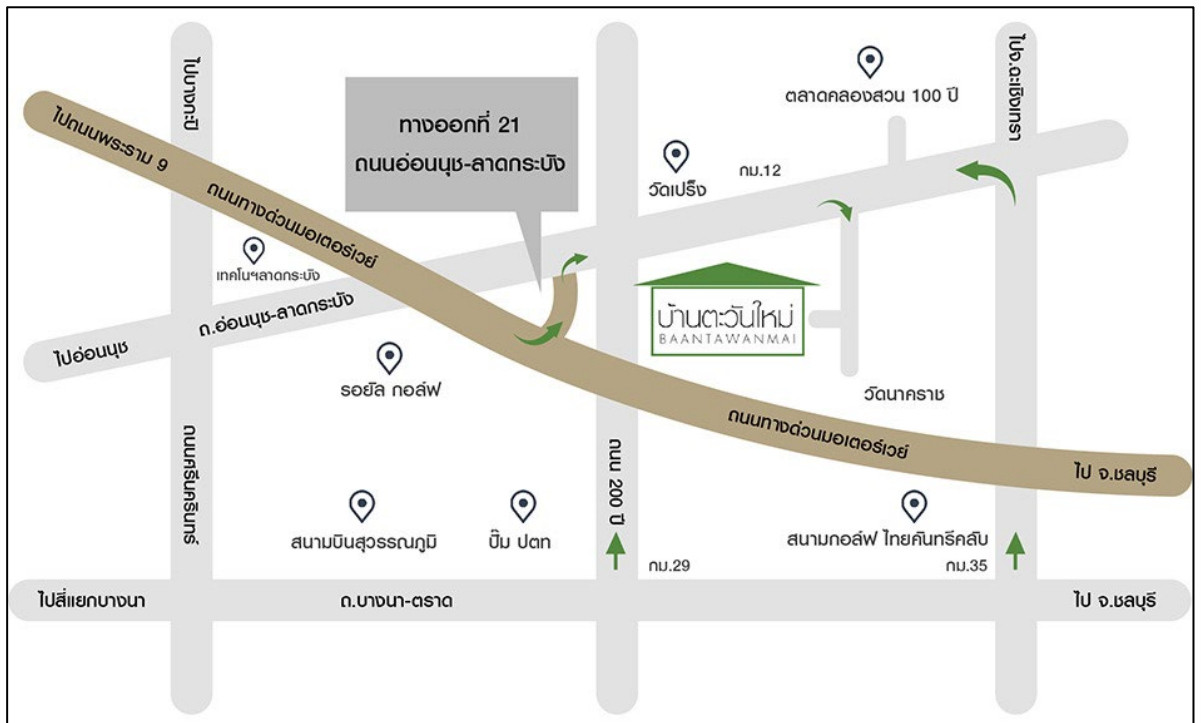 ไปบางกะปิ
ไปจ.ฉะเชิงเทรา
ตลาดคลองสวน 100 ปี
ไปถนนพระราม 9
ทางออกที่ 21
ถนนอ่อนนุช-ลาดกระบัง
วัดเปร็ง
กม.12
ถนนทางด่วนมอเตอร์เวย์
เทคโนฯลาดกระบัง
ถ.อ่อนนุช-ลาดกระบัง
ไปอ่อนนุช
บ้านตะวันใหม่
BAANTAWANMAI
รอยัล กอล์ฟ
วัดนาคราช
ถนนทางด่วนมอเตอร์เวย์
ไป จ.ชลบุรี
ถนนศรีนครินทร์
ถนน 200 ปี
สนามบินสุวรรณภูมิ
ปั๊ม ปตท
สนามกอล์ฟ ไทยคันทรีคลับ
กม.29
กม.35
ไปสี่แยกบางนา
ถ.บางนา-ตราด
ไป จ.ชลบุรี